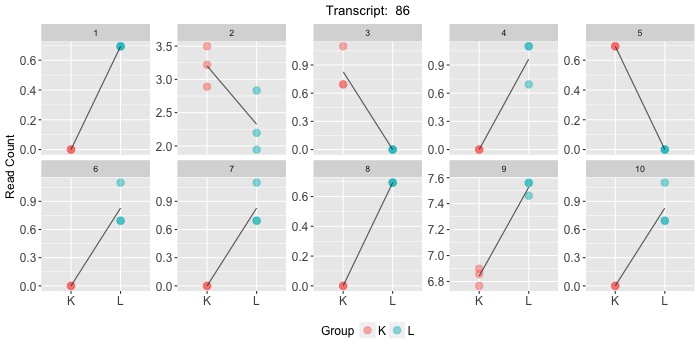 Transcript: 86
Read Count
1 2 3 4 5
0.6 0.4 0.2 0.0
3.5 3.0 2.5 2.0
0.9 0.6 0.3 0.0
0.9 0.6 0.3 0.0
0.6 0.4 0.2 0.0
6 7 8 9 10
0.9 0.6 0.3 0.0
0.9 0.6 0.3 0.0
0.6 0.4 0.2 0.0
7.6 7.4 7.2 7.0 6.8
0.9 0.6 0.3 0.0
K L K L K L K L K L
Group K L